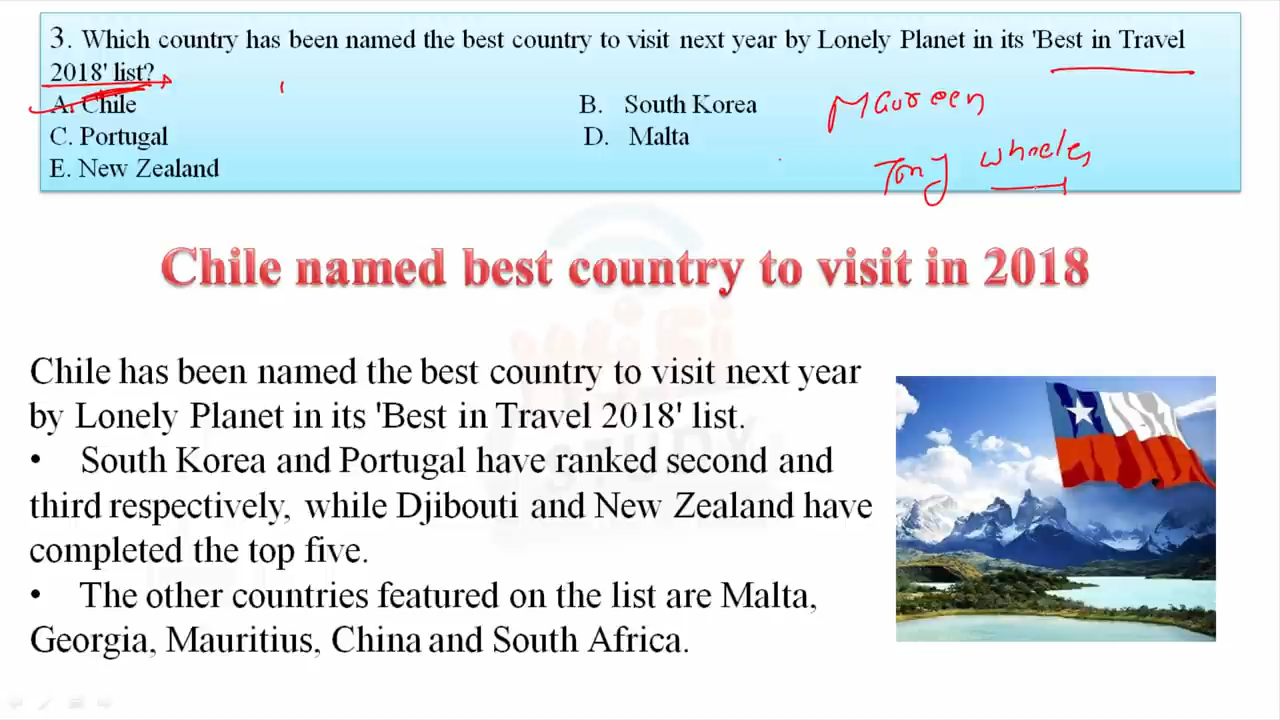 3. Which country has been named the best country to visit next year by Lonely Planet in its 'Best in Travel
2018' list?
A. Chile
B. South Korea
C. Portugal
D. Malta
E. New Zealand
Maureen
Tony Wheeler
Chile named best country to visit in 2018
WiFi
STUDY
Chile has been named the best country to visit next year
by Lonely Planet in its 'Best in Travel 2018' list.
• South Korea and Portugal have ranked second and
third respectively, while Djibouti and New Zealand have
completed the top five.
• The other countries featured on the list are Malta,
Georgia, Mauritius, China and South Africa.